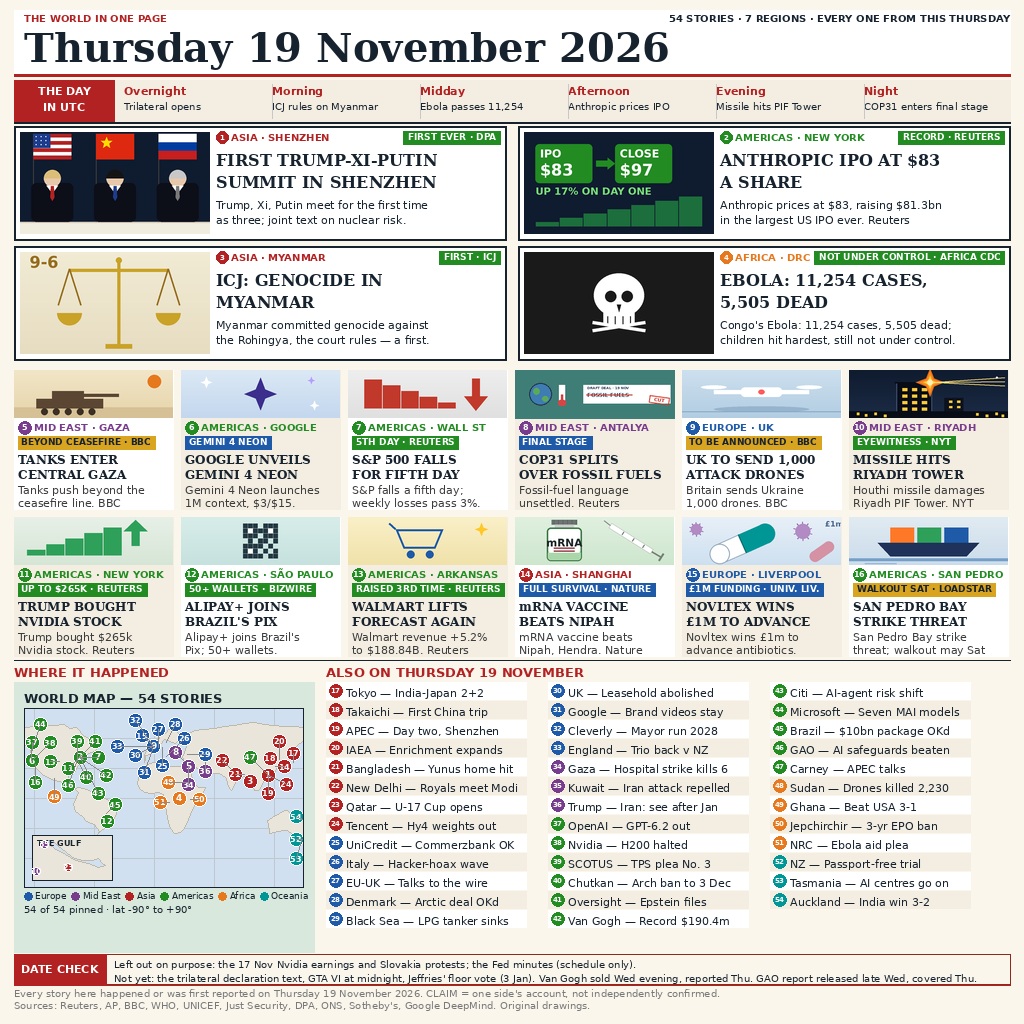 THE WORLD IN ONE PAGE
54 STORIES · 7 REGIONS · EVERY ONE FROM THIS THURSDAY
Thursday 19 November 2026
THE DAY
IN UTC
Overnight
Trilateral opens
Morning
ICJ rules on Myanmar
Midday
Ebola passes 11,254
Afternoon
Anthropic prices IPO
Evening
Missile hits PIF Tower
Night
COP31 enters final stage
1 ASIA · SHENZHEN
FIRST EVER · DPA
FIRST TRUMP-XI-PUTIN
SUMMIT IN SHENZHEN
Trump, Xi, Putin meet for the first time
as three; joint text on nuclear risk.
IPO
$83
CLOSE
$97
UP 17% ON DAY ONE
2 AMERICAS · NEW YORK
RECORD · REUTERS
ANTHROPIC IPO AT $83
A SHARE
Anthropic prices at $83, raising $81.3bn
in the largest US IPO ever. Reuters
9-6
3 ASIA · MYANMAR
FIRST · ICJ
ICJ: GENOCIDE IN
MYANMAR
Myanmar committed genocide against
the Rohingya, the court rules — a first.
4 AFRICA · DRC
NOT UNDER CONTROL · AFRICA CDC
EBOLA: 11,254 CASES,
5,505 DEAD
Congo's Ebola: 11,254 cases, 5,505 dead;
children hit hardest, still not under control.
5 MID EAST · GAZA
BEYOND CEASEFIRE · BBC
TANKS ENTER
CENTRAL GAZA
Tanks push beyond the
ceasefire line. BBC
6 AMERICAS · GOOGLE
GEMINI 4 NEON
GOOGLE UNVEILS
GEMINI 4 NEON
Gemini 4 Neon launches
1M context, $3/$15.
7 AMERICAS · WALL ST
5TH DAY · REUTERS
S&P 500 FALLS
FOR FIFTH DAY
S&P falls a fifth day;
weekly losses pass 3%.
DRAFT DEAL · 19 NOV
FOSSIL FUELS
CUT
8 MID EAST · ANTALYA
FINAL STAGE
COP31 SPLITS
OVER FOSSIL FUELS
Fossil-fuel language
unsettled. Reuters
9 EUROPE · UK
TO BE ANNOUNCED · BBC
UK TO SEND 1,000
ATTACK DRONES
Britain sends Ukraine
1,000 drones. BBC
10 MID EAST · RIYADH
EYEWITNESS · NYT
MISSILE HITS
RIYADH TOWER
Houthi missile damages
Riyadh PIF Tower. NYT
11 AMERICAS · NEW YORK
UP TO $265K · REUTERS
TRUMP BOUGHT
NVIDIA STOCK
Trump bought $265k
Nvidia stock. Reuters
12 AMERICAS · SÃO PAULO
50+ WALLETS · BIZWIRE
ALIPAY+ JOINS
BRAZIL'S PIX
Alipay+ joins Brazil's
Pix; 50+ wallets.
13 AMERICAS · ARKANSAS
RAISED 3RD TIME · REUTERS
WALMART LIFTS
FORECAST AGAIN
Walmart revenue +5.2%
to $188.84B. Reuters
mRNA
14 ASIA · SHANGHAI
FULL SURVIVAL · NATURE
mRNA VACCINE
BEATS NIPAH
mRNA vaccine beats
Nipah, Hendra. Nature
£1m
15 EUROPE · LIVERPOOL
£1M FUNDING · UNIV. LIV.
NOVLTEX WINS
£1M TO ADVANCE
Novltex wins £1m to
advance antibiotics.
16 AMERICAS · SAN PEDRO
WALKOUT SAT · LOADSTAR
SAN PEDRO BAY
STRIKE THREAT
San Pedro Bay strike
threat; walkout may Sat
WHERE IT HAPPENED
WORLD MAP — 54 STORIES
THE GULF
Europe Mid East Asia Americas Africa Oceania
54 of 54 pinned · lat -90° to +90°
ALSO ON THURSDAY 19 NOVEMBER
17 Tokyo — India-Japan 2+2
18 Takaichi — First China trip
19 APEC — Day two, Shenzhen
20 IAEA — Enrichment expands
21 Bangladesh — Yunus home hit
22 New Delhi — Royals meet Modi
23 Qatar — U-17 Cup opens
24 Tencent — Hy4 weights out
25 UniCredit — Commerzbank OK
26 Italy — Hacker-hoax wave
27 EU-UK — Talks to the wire
28 Denmark — Arctic deal OKd
29 Black Sea — LPG tanker sinks
30 UK — Leasehold abolished
31 Google — Brand videos stay
32 Cleverly — Mayor run 2028
33 England — Trio back v NZ
34 Gaza — Hospital strike kills 6
35 Kuwait — Iran attack repelled
36 Trump — Iran: see after Jan
37 OpenAI — GPT-6.2 out
38 Nvidia — H200 halted
39 SCOTUS — TPS plea No. 3
40 Chutkan — Arch ban to 3 Dec
41 Oversight — Epstein files
42 Van Gogh — Record $190.4m
43 Citi — AI-agent risk shift
44 Microsoft — Seven MAI models
45 Brazil — $10bn package OKd
46 GAO — AI safeguards beaten
47 Carney — APEC talks
48 Sudan — Drones killed 2,230
49 Ghana — Beat USA 3-1
50 Jepchirchir — 3-yr EPO ban
51 NRC — Ebola aid plea
52 NZ — Passport-free trial
53 Tasmania — AI centres go on
54 Auckland — India win 3-2
DATE CHECK
Left out on purpose: the 17 Nov Nvidia earnings and Slovakia protests; the Fed minutes (schedule only).
Not yet: the trilateral declaration text, GTA VI at midnight, Jeffries' floor vote (3 Jan). Van Gogh sold Wed evening, reported Thu. GAO report released late Wed, covered Thu.
Every story here happened or was first reported on Thursday 19 November 2026. CLAIM = one side's account, not independently confirmed.
Sources: Reuters, AP, BBC, WHO, UNICEF, Just Security, DPA, ONS, Sotheby's, Google DeepMind. Original drawings.